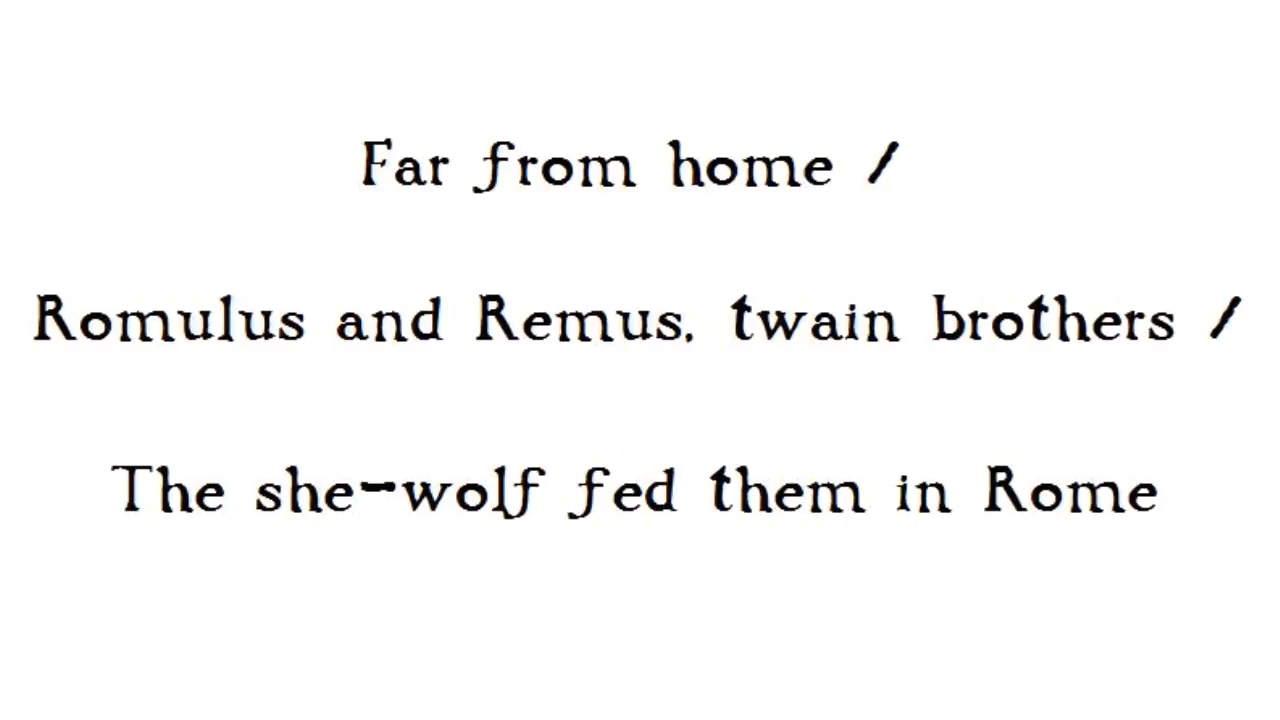 Far from home /
Romulus and Remus, twain brothers /
The she-wolf fed them in Rome